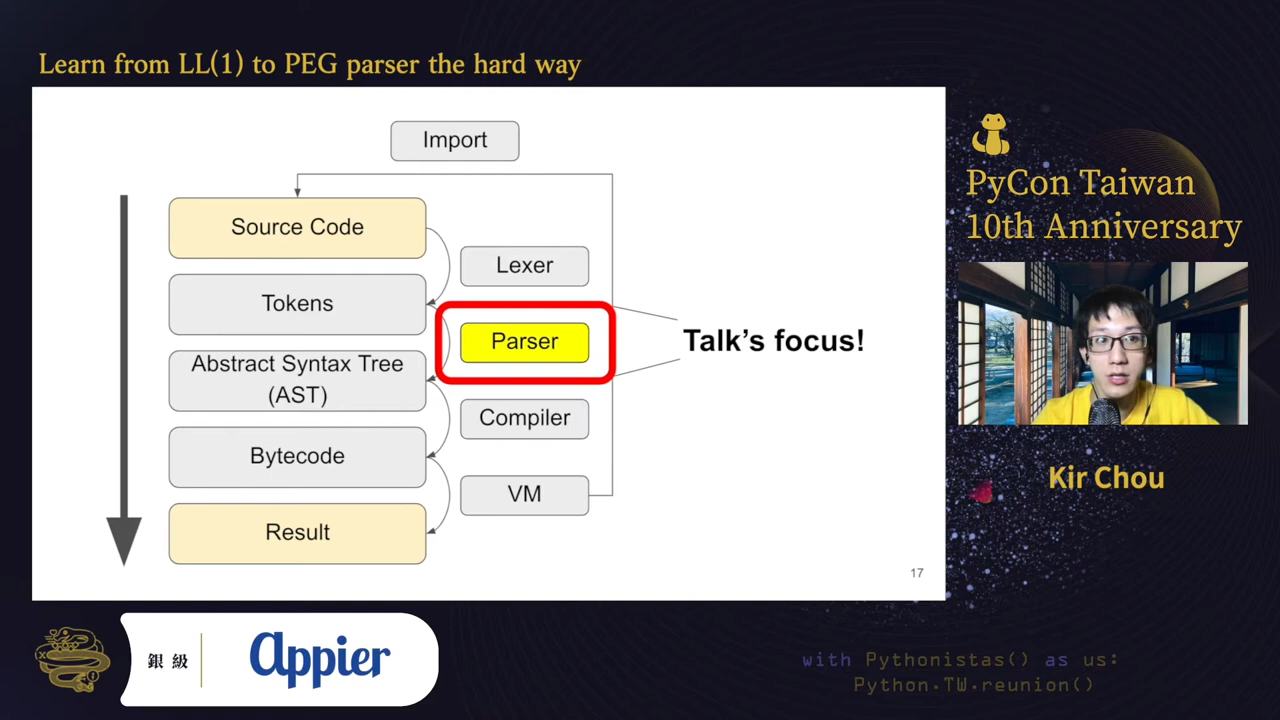 Learn from LL(1) to PEG parser the hard way
Import
Source Code
Lexer
Tokens
Parser
Talk's focus!
Abstract Syntax Tree
(AST)
Compiler
Bytecode
VM
Result
17
PyCon Taiwan
10th Anniversary
Kir Chou
銀級
appier
with Pythonistas() as us:
Python.TW.reunion()